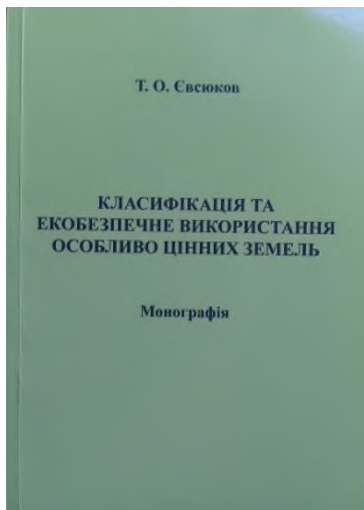 Т. О. Євсюков
КЛАСИФІКАЦІЯ ТА
ЕКОБЕЗПЕЧНЕ ВИКОРИСТАННЯ
ОСОБЛИВО ЦІННИХ ЗЕМЕЛЬ
Монографія